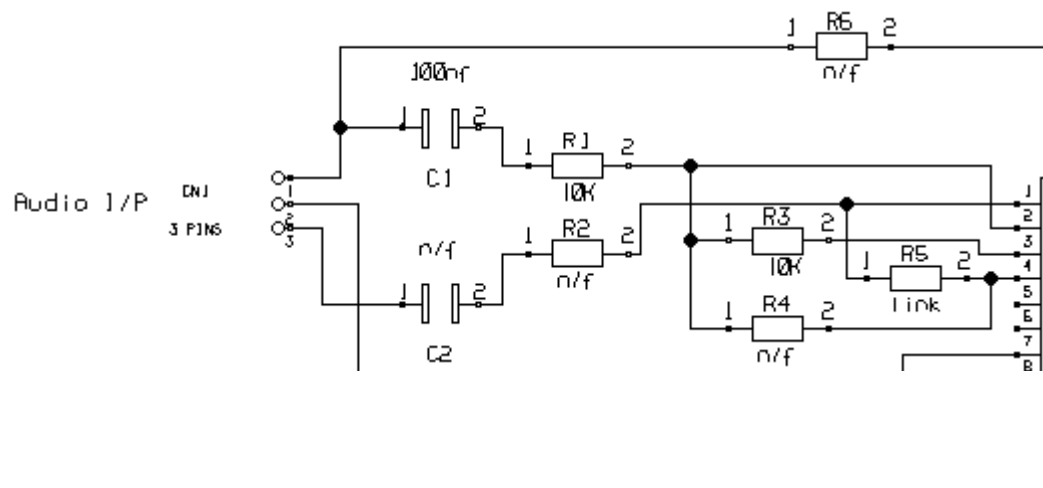 1 R6 2
n/f
100nf
1 2
C1
1 R1 2
10K
Audio I/P
CN1
3 PINS
1
2
3
n/f
1 2
C2
1 R2 2
n/f
1 R3 2
10K
1 R5 2
link
1 R4 2
n/f
1
2
3
4
5
6
7
8